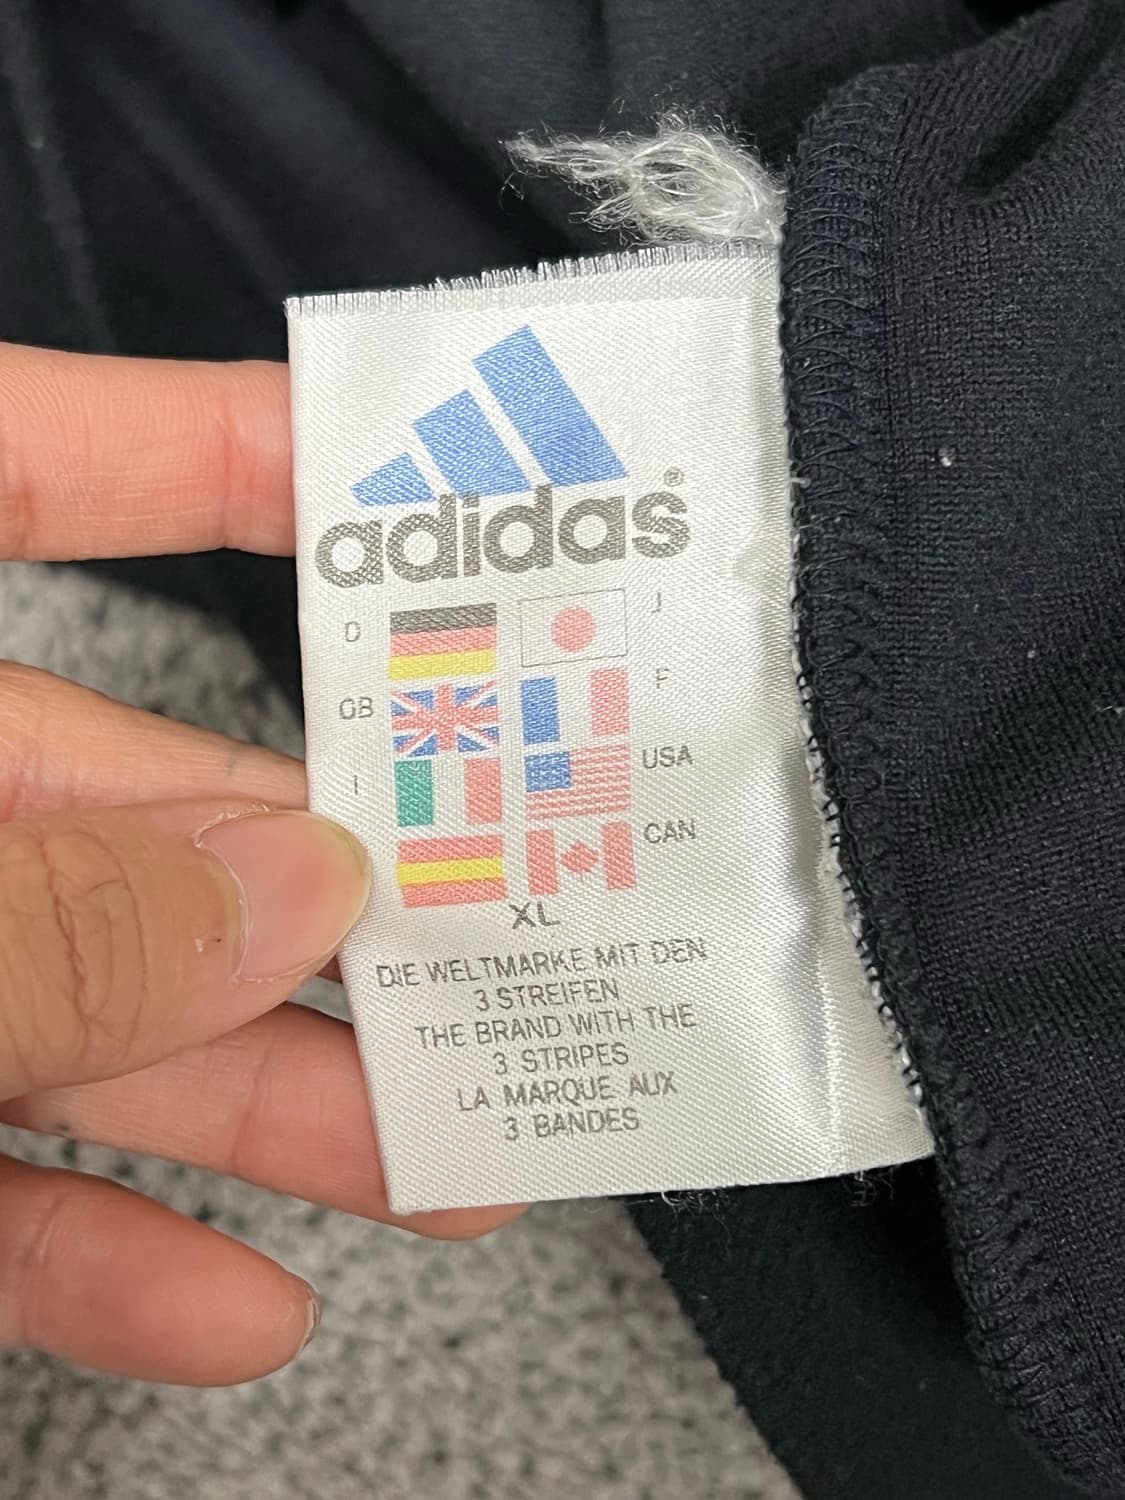 adidas®
D J
GB F
I USA
CAN
XL
DIE WELTMARKE MIT DEN
3 STREIFEN
THE BRAND WITH THE
3 STRIPES
LA MARQUE AUX
3 BANDES